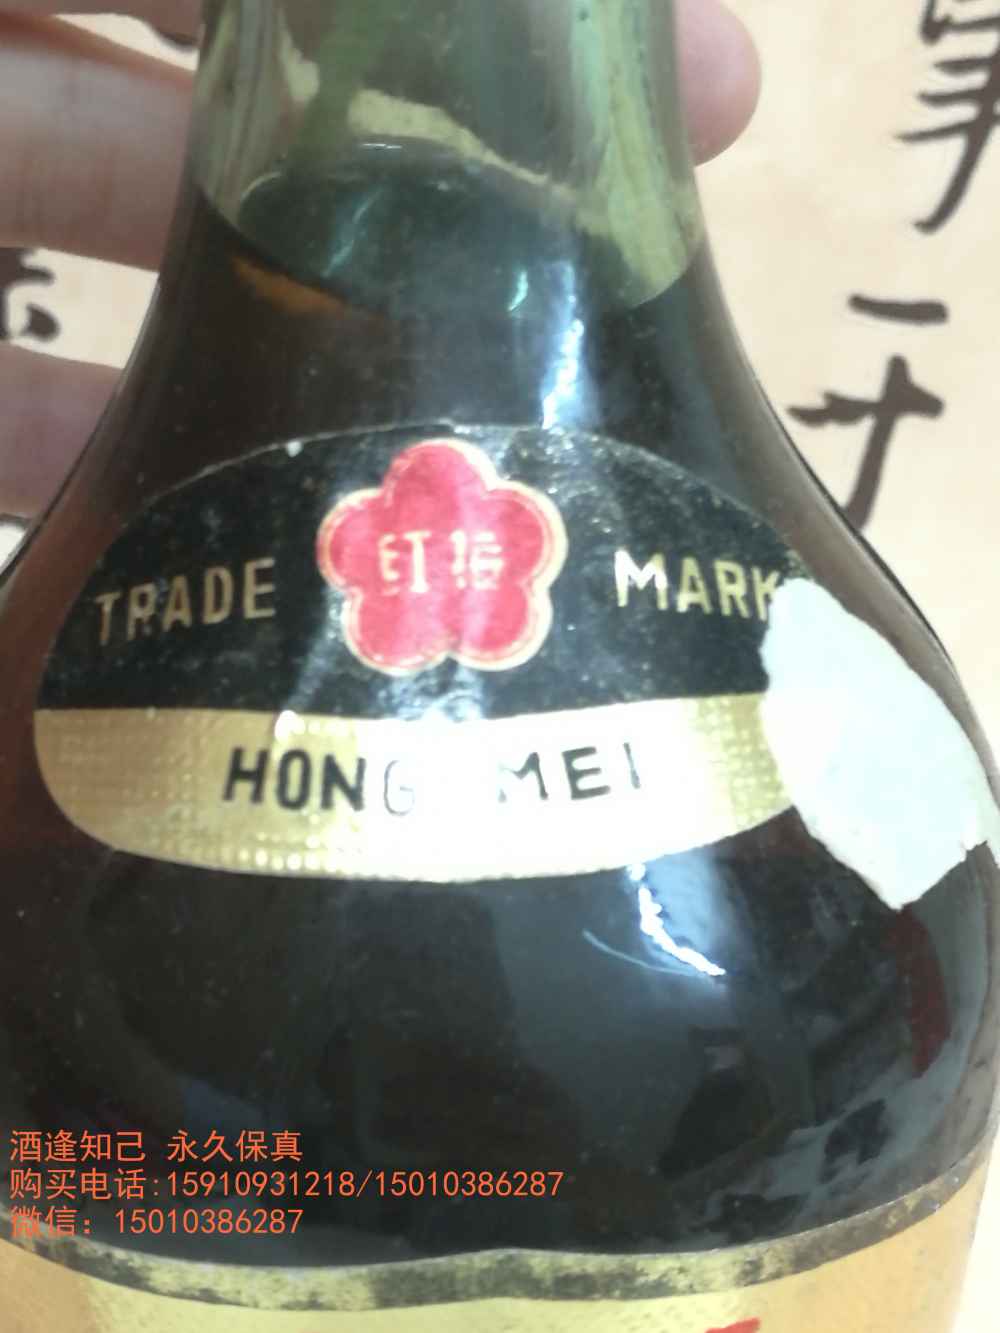 TRADE 红梅 MARK
HONG MEI
酒逢知己 永久保真
购买电话:15910931218/15010386287
微信：15010386287